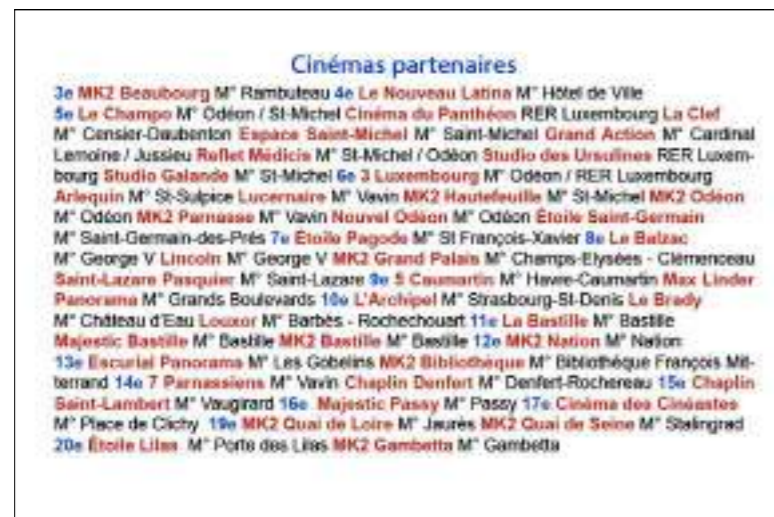 Cinémas partenaires
3e MK2 Beaubourg M° Rambuteau 4e Le Nouveau Latina M° Hôtel de Ville
5e Le Champo M° Odéon / St-Michel Cinéma du Panthéon RER Luxembourg La Clef
M° Censier-Daubenton Espace Saint-Michel M° Saint-Michel Grand Action M° Cardinal
Lemoine / Jussieu Reflet Médicis M° St-Michel / Odéon Studio des Ursulines RER Luxem-
bourg Studio Galande M° St-Michel 6e 3 Luxembourg M° Odéon / RER Luxembourg
Arlequin M° St-Sulpice Lucernaire M° Vavin MK2 Hautefeuille M° St-Michel MK2 Odéon
M° Odéon MK2 Parnasse M° Vavin Nouvel Odéon M° Odéon Étoile Saint-Germain
M° Saint-Germain-des-Prés 7e Étoile Pagode M° St François-Xavier 8e Le Balzac
M° George V Lincoln M° George V MK2 Grand Palais M° Champs-Elysées - Clémenceau
Saint-Lazare Pasquier M° Saint-Lazare 9e 5 Caumartin M° Havre-Caumartin Max Linder
Panorama M° Grands Boulevards 10e L'Archipel M° Strasbourg-St-Denis Le Brady
M° Château d'Eau Louxor M° Barbès - Rochechouart 11e La Bastille M° Bastille
Majestic Bastille M° Bastille MK2 Bastille M° Bastille 12e MK2 Nation M° Nation
13e Escurial Panorama M° Les Gobelins MK2 Bibliothèque M° Bibliothèque François Mit-
terrand 14e 7 Parnassiens M° Vavin Chaplin Denfert M° Denfert-Rochereau 15e Chaplin
Saint-Lambert M° Vaugirard 16e Majestic Passy M° Passy 17e Cinéma des Cinéastes
M° Place de Clichy 19e MK2 Quai de Loire M° Jaurès MK2 Quai de Seine M° Stalingrad
20e Étoile Lilas M° Porte des Lilas MK2 Gambetta M° Gambetta